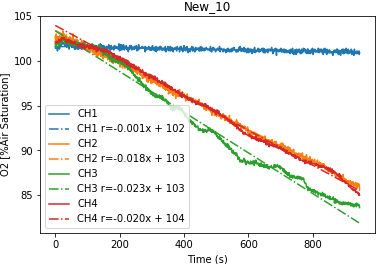 New_10
O2 [%Air Saturation]
105
100
95
90
85
CH1
CH1 r=-0.001x + 102
CH2
CH2 r=-0.018x + 103
CH3
CH3 r=-0.023x + 103
CH4
CH4 r=-0.020x + 104
0 200 400 600 800
Time (s)